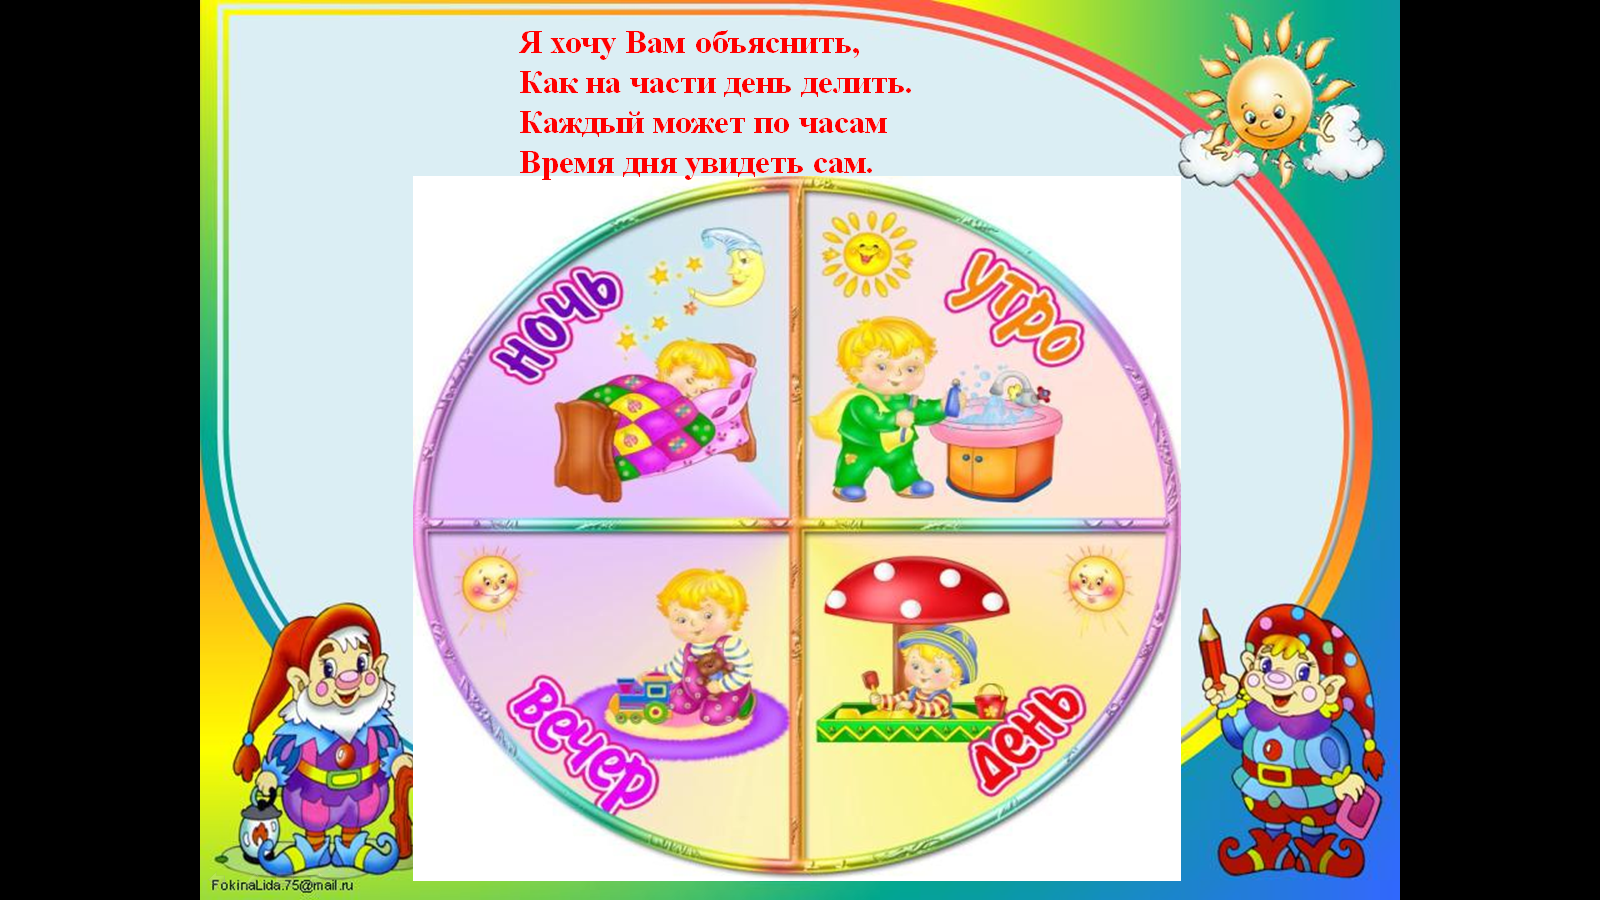 Я хочу Вам объяснить,
Как на части день делить.
Каждый может по часам
Время дня увидеть сам.
ночь
утро
вечер
день
FokinaLida.75@mail.ru